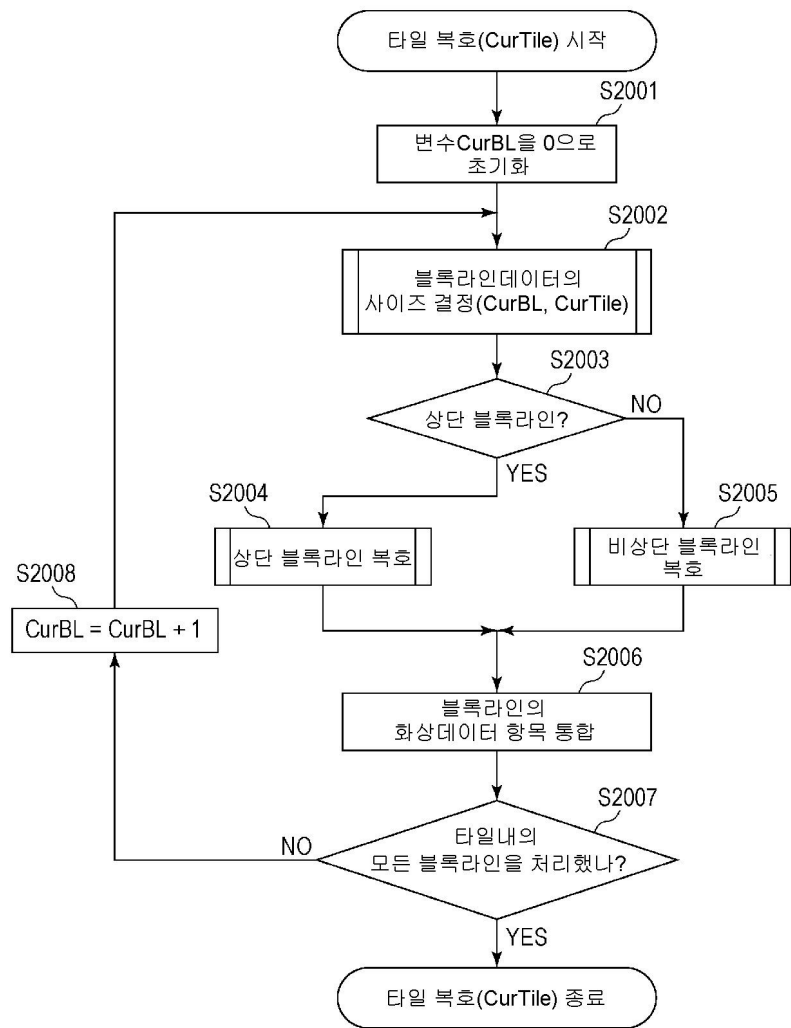 타일 복호(CurTile) 시작
S2001
변수CurBL을 0으로
초기화
S2002
블록라인데이터의
사이즈 결정(CurBL, CurTile)
S2003
상단 블록라인?
NO
YES
S2004
상단 블록라인 복호
S2005
비상단 블록라인
복호
S2008
CurBL = CurBL + 1
S2006
블록라인의
화상데이터 항목 통합
S2007
타일내의
모든 블록라인을 처리했나?
NO
YES
타일 복호(CurTile) 종료